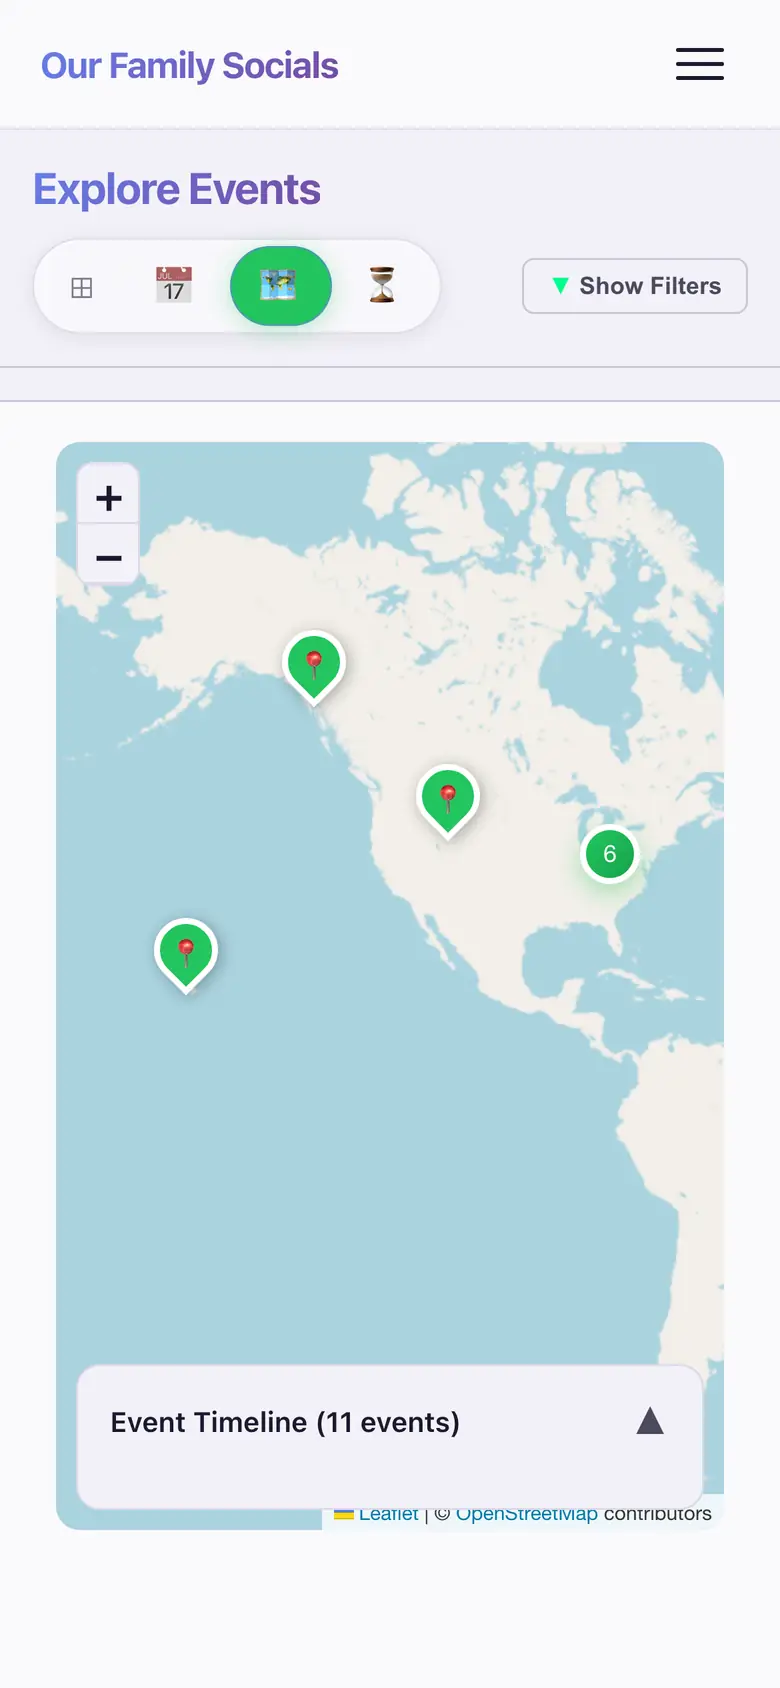 Our Family Socials
Explore Events
JUL
17
▼ Show Filters
+
−
6
Event Timeline (11 events)
▲
Leaflet | © OpenStreetMap contributors